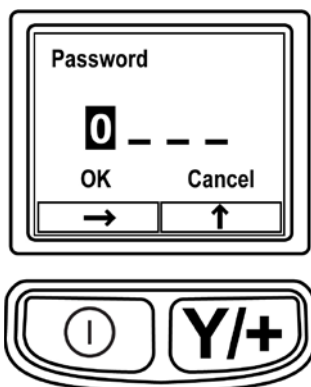 Password
0 _ _ _
OK Cancel
→ ↑
Y/+